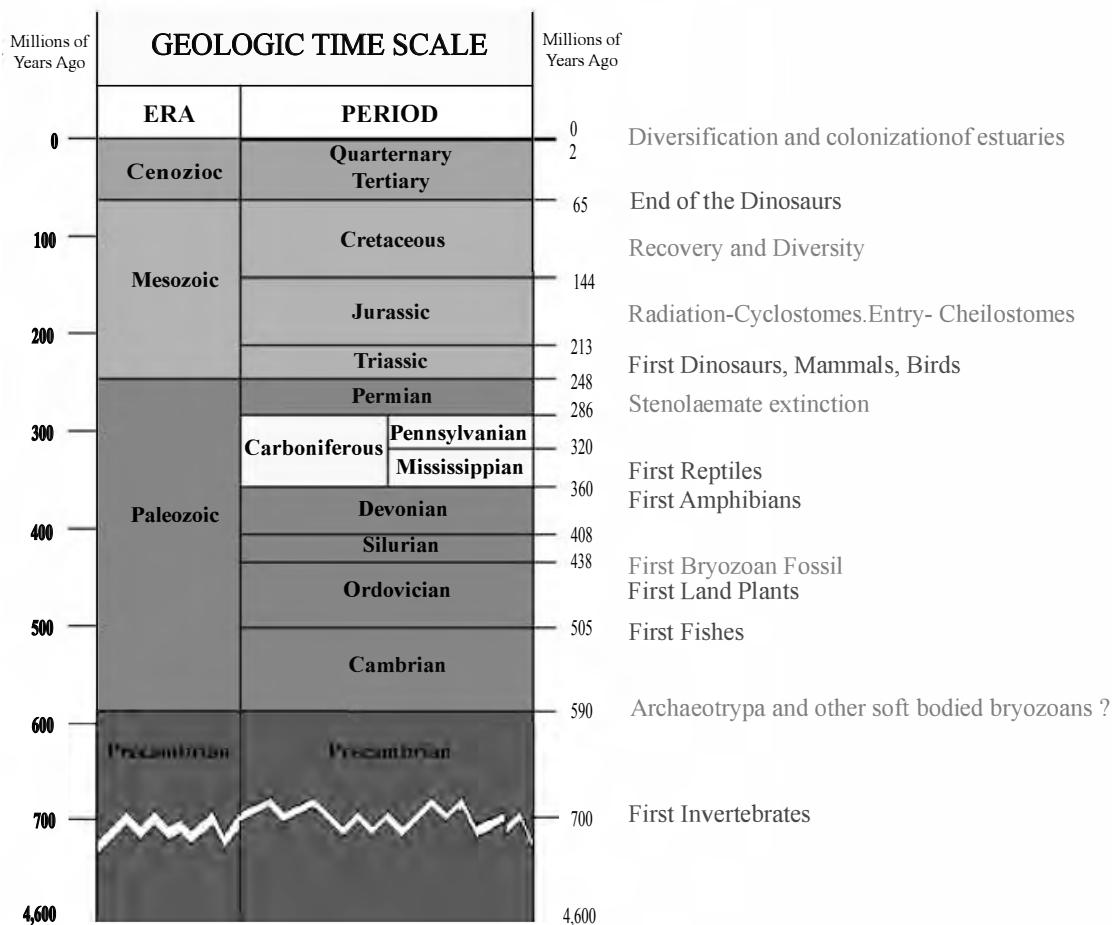 Millions of
Years Ago
GEOLOGIC TIME SCALE
Millions of
Years Ago
ERA
PERIOD
0
0
Diversification and colonizationof estuaries
Quarternary
2
Cenozioc
Tertiary
65
End of the Dinosaurs
100
Cretaceous
Recovery and Diversity
Mesozoic
144
Jurassic
Radiation-Cyclostomes.Entry- Cheilostomes
200
213
Triassic
First Dinosaurs, Mammals, Birds
248
Permian
Stenolaemate extinction
286
300
Carboniferous
Pennsylvanian
320
Mississippian
First Reptiles
360
First Amphibians
Paleozoic
Devonian
400
408
Silurian
438
First Bryozoan Fossil
Ordovician
First Land Plants
500
505
First Fishes
Cambrian
590
Archaeotrypa and other soft bodied bryozoans ?
600
Precambrian
Precambrian
700
700
First Invertebrates
4,600
4,600